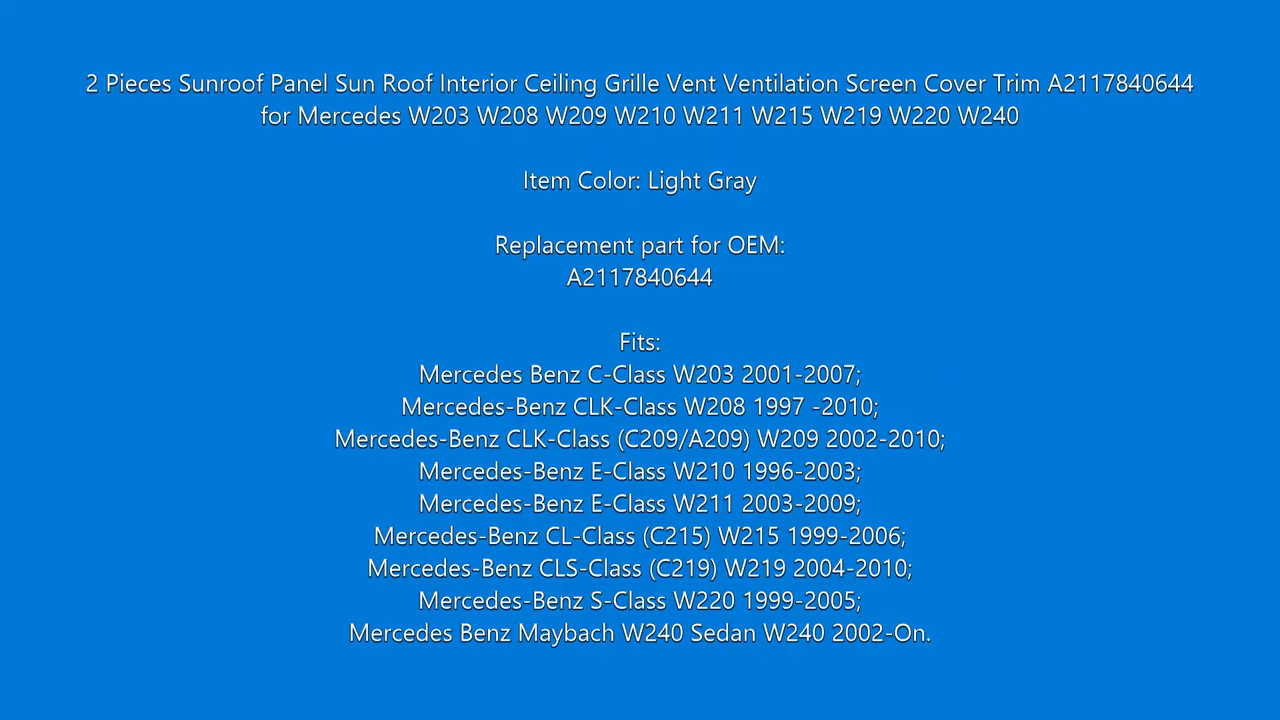 2 Pieces Sunroof Panel Sun Roof Interior Ceiling Grille Vent Ventilation Screen Cover Trim A2117840644
for Mercedes W203 W208 W209 W210 W211 W215 W219 W220 W240
Item Color: Light Gray
Replacement part for OEM:
A2117840644
Fits:
Mercedes Benz C-Class W203 2001-2007;
Mercedes-Benz CLK-Class W208 1997 -2010;
Mercedes-Benz CLK-Class (C209/A209) W209 2002-2010;
Mercedes-Benz E-Class W210 1996-2003;
Mercedes-Benz E-Class W211 2003-2009;
Mercedes-Benz CL-Class (C215) W215 1999-2006;
Mercedes-Benz CLS-Class (C219) W219 2004-2010;
Mercedes-Benz S-Class W220 1999-2005;
Mercedes Benz Maybach W240 Sedan W240 2002-On.